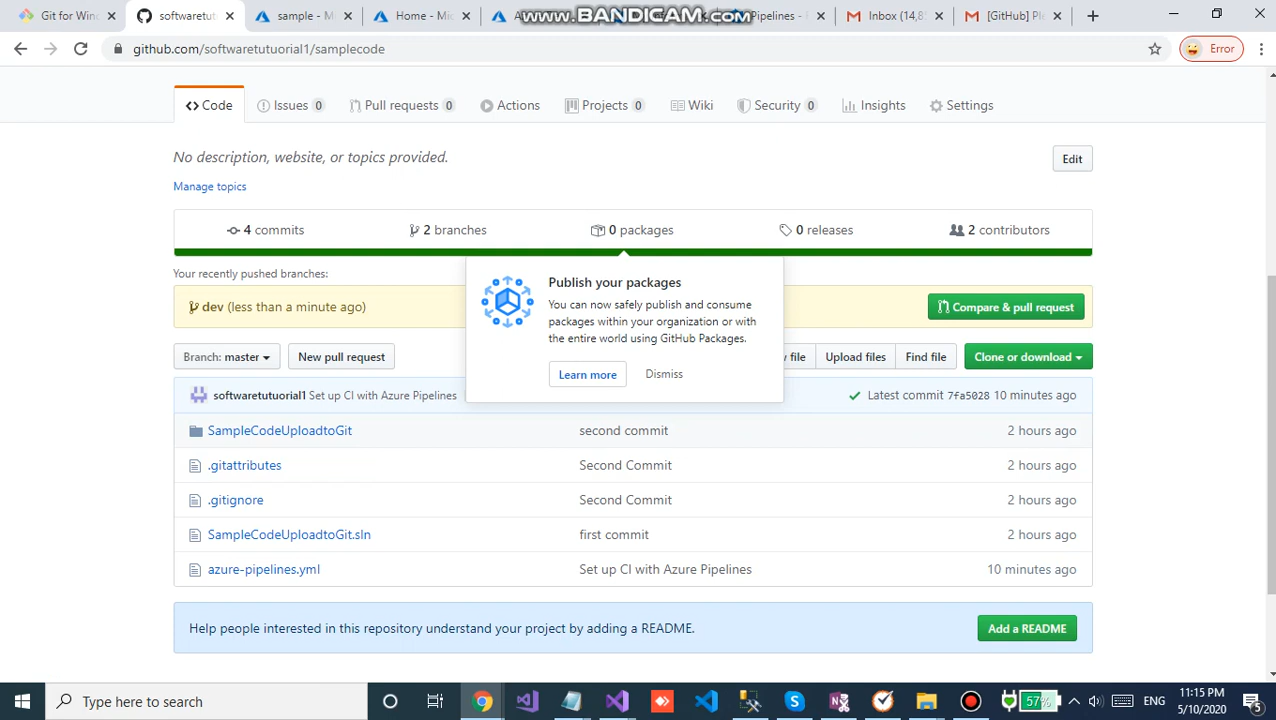 Git for Win
softwaretut
sample - M
Home - Mic
A
Pipelines -
Inbox (14,8
[GitHub] Ple
www.BANDICAM.com
github.com/softwaretutuorial1/samplecode
Error
Code
Issues 0
Pull requests 0
Actions
Projects 0
Wiki
Security 0
Insights
Settings
No description, website, or topics provided.
Edit
Manage topics
4 commits
2 branches
0 packages
0 releases
2 contributors
Your recently pushed branches:
dev (less than a minute ago)
Compare & pull request
Publish your packages
You can now safely publish and consume
packages within your organization or with
the entire world using GitHub Packages.
Learn more
Dismiss
Branch: master
New pull request
file
Upload files
Find file
Clone or download
softwaretutuorial1 Set up CI with Azure Pipelines
Latest commit 7fa5028 10 minutes ago
SampleCodeUploadtoGit
second commit
2 hours ago
.gitattributes
Second Commit
2 hours ago
.gitignore
Second Commit
2 hours ago
SampleCodeUploadtoGit.sln
first commit
2 hours ago
azure-pipelines.yml
Set up CI with Azure Pipelines
10 minutes ago
Help people interested in this repository understand your project by adding a README.
Add a README
Type here to search
57%
ENG
11:15 PM
5/10/2020
5